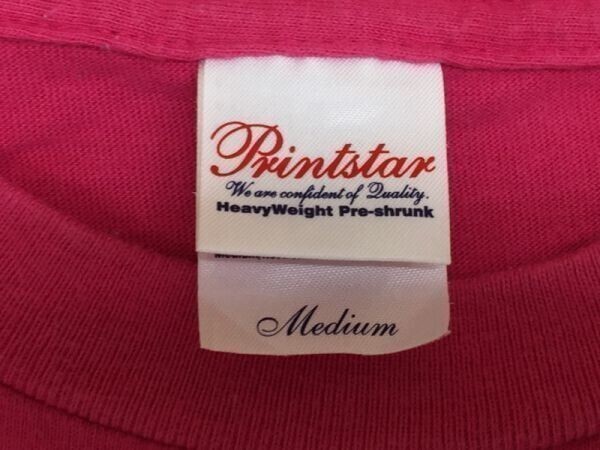 Printstar
We are confident of Quality.
HeavyWeight Pre-shrunk
Medium